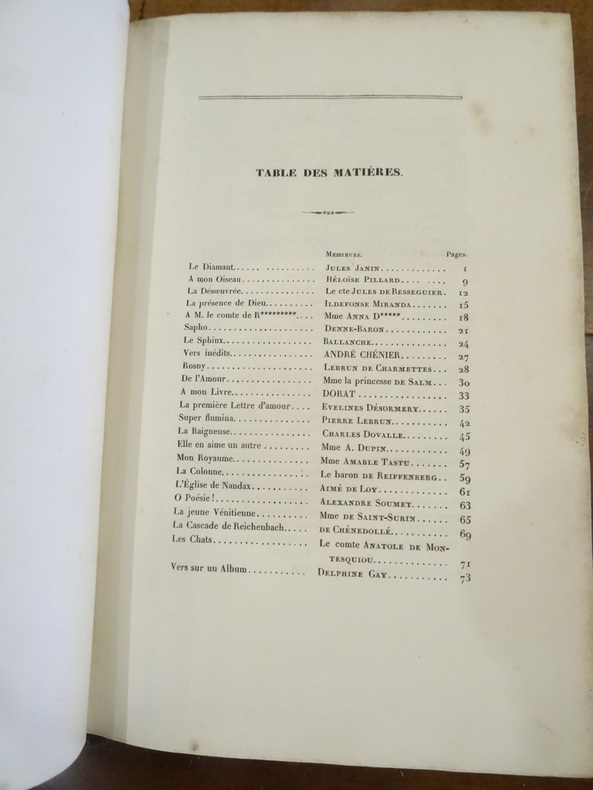 TABLE DES MATIÈRES.
Messieurs. Pages.
Le Diamant...... .......... JULES JANIN............. 1
A mon Oiseau............... HÉLOÏSE PILLARD.... .... 9
La Désœuvrée............... Le cte JULES DE RESSEGUIER. 12
La présence de Dieu.......... ILDEFONSE MIRANDA....... 15
A M. le comte de R*********.... Mme ANNA D*****........ 18
Sapho...................... DENNE-BARON............ 21
Le Sphinx.................. BALLANCHE.............. 24
Vers inédits................ ANDRÉ CHÉNIER.......... 27
Rosny...................... LEBRUN DE CHARMETTES... 28
De l'Amour................. Mme la princesse DE SALM... 30
A mon Livre................ DORAT ................. 33
La première Lettre d'amour.... EVELINES DÉSORMERY...... 35
Super flumina............... PIERRE LEBRUN........... 42
La Baigneuse............... CHARLES DOVALLE......... 45
Elle en aime un autre ......... Mme A. DUPIN............ 49
Mon Royaume............... Mme AMABLE TASTU....... 57
La Colonne................. Le baron DE REIFFENBERG.. 59
L'Église de Nandax........... AIMÉ DE LOY............. 61
O Poésie!................... ALEXANDRE SOUMET....... 63
La jeune Vénitienne.......... Mme DE SAINT-SURIN...... 65
La Cascade de Reichenbach..... DE CHÉNEDOLLÉ.......... 69
Les Chats.................. Le comte ANATOLE DE MON-
TESQUIOU.............. 71
Vers sur un Album........... DELPHINE GAY........... 73